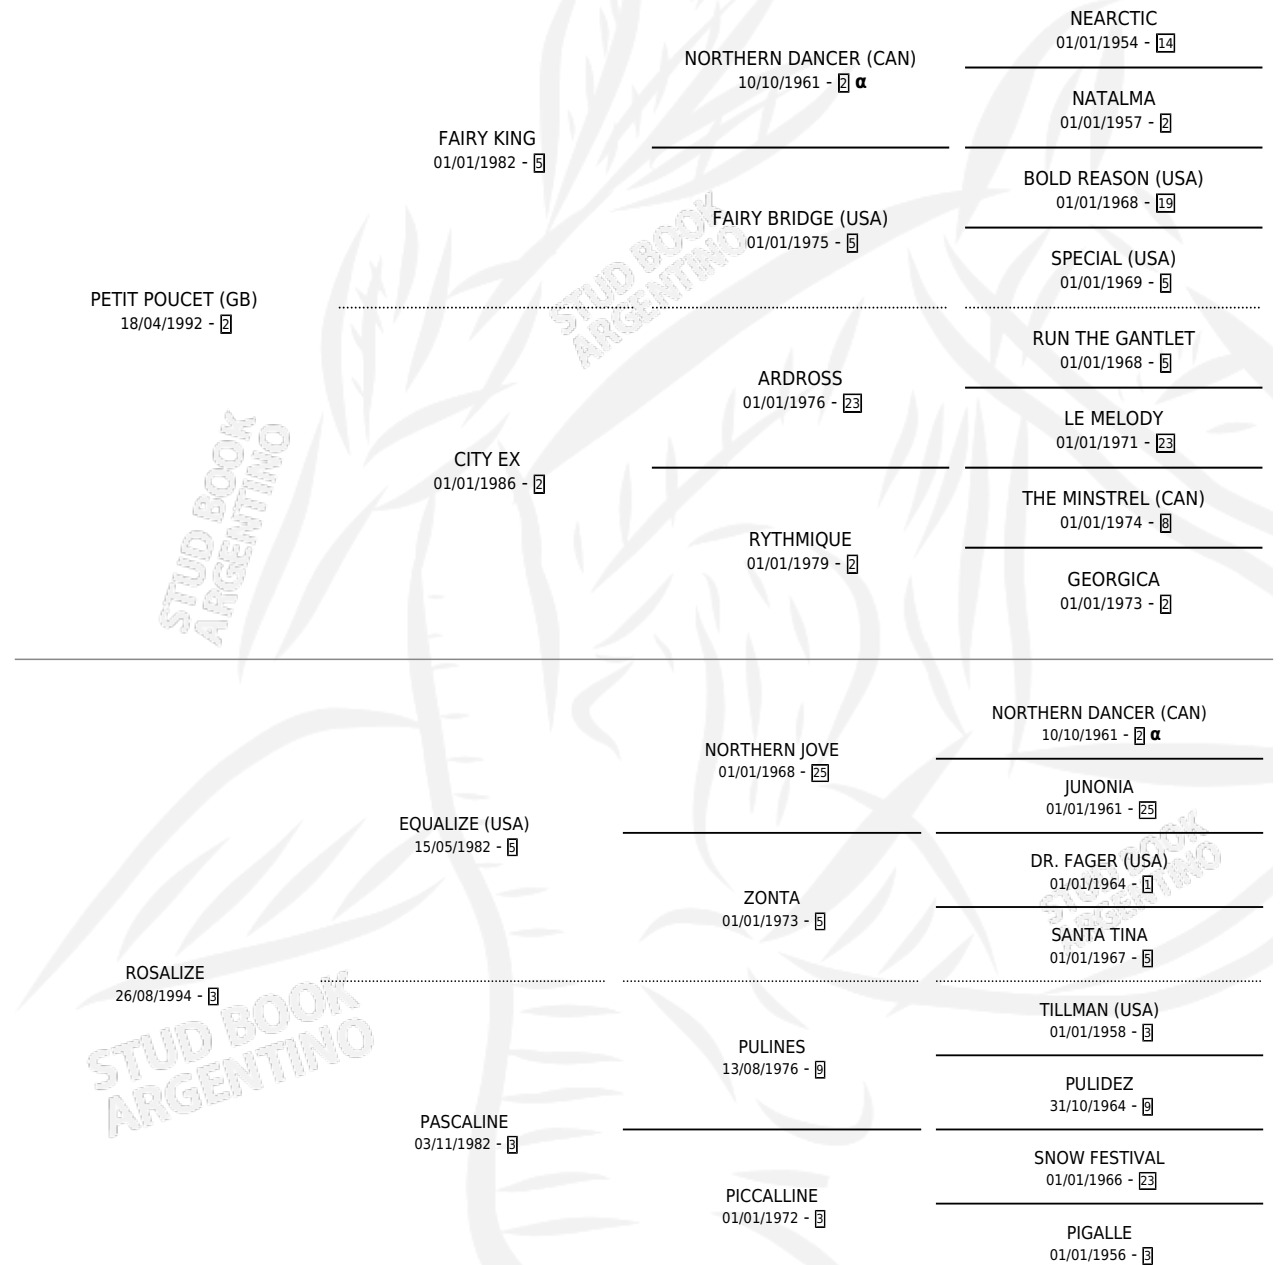 NEARCTIC
01/01/1954 - 14
NORTHERN DANCER (CAN)
10/10/1961 - 2 α
NATALMA
01/01/1957 - 2
FAIRY KING
01/01/1982 - 5
BOLD REASON (USA)
01/01/1968 - 19
FAIRY BRIDGE (USA)
01/01/1975 - 5
SPECIAL (USA)
01/01/1969 - 5
PETIT POUCET (GB)
18/04/1992 - 2
RUN THE GANTLET
01/01/1968 - 5
ARDROSS
01/01/1976 - 23
LE MELODY
01/01/1971 - 23
CITY EX
01/01/1986 - 2
THE MINSTREL (CAN)
01/01/1974 - 8
RYTHMIQUE
01/01/1979 - 2
GEORGICA
01/01/1973 - 2
NORTHERN DANCER (CAN)
10/10/1961 - 2 α
NORTHERN JOVE
01/01/1968 - 25
JUNONIA
01/01/1961 - 25
EQUALIZE (USA)
15/05/1982 - 5
DR. FAGER (USA)
01/01/1964 - 1
ZONTA
01/01/1973 - 5
SANTA TINA
01/01/1967 - 5
ROSALIZE
26/08/1994 - 3
TILLMAN (USA)
01/01/1958 - 3
PULINES
13/08/1976 - 9
PULIDEZ
31/10/1964 - 9
PASCALINE
03/11/1982 - 3
SNOW FESTIVAL
01/01/1966 - 23
PICCALLINE
01/01/1972 - 3
PIGALLE
01/01/1956 - 3
STUD BOOK
ARGENTINO
STUD BOOK
ARGENTINO
STUD BOOK
ARGENTINO
STUD BOOK
ARGENTINO